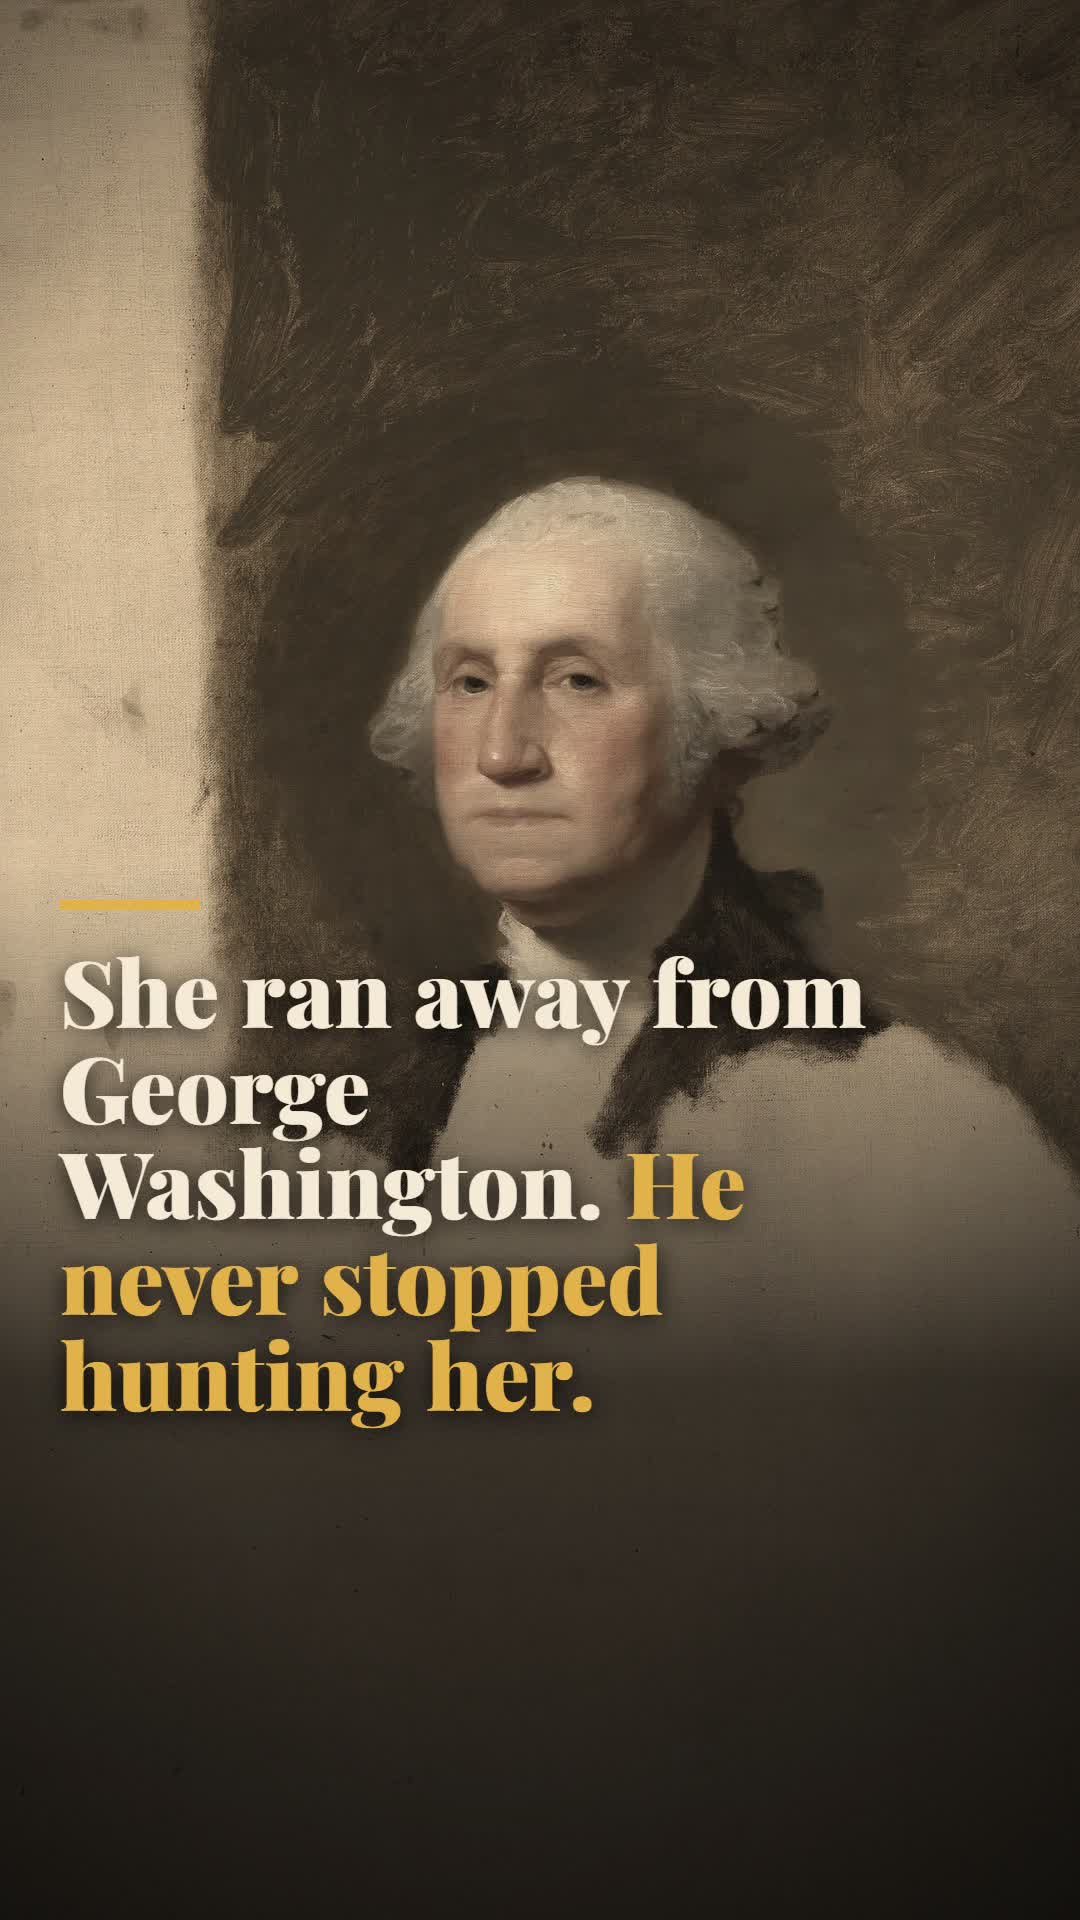 She ran away from
George
Washington. He
never stopped
hunting her.